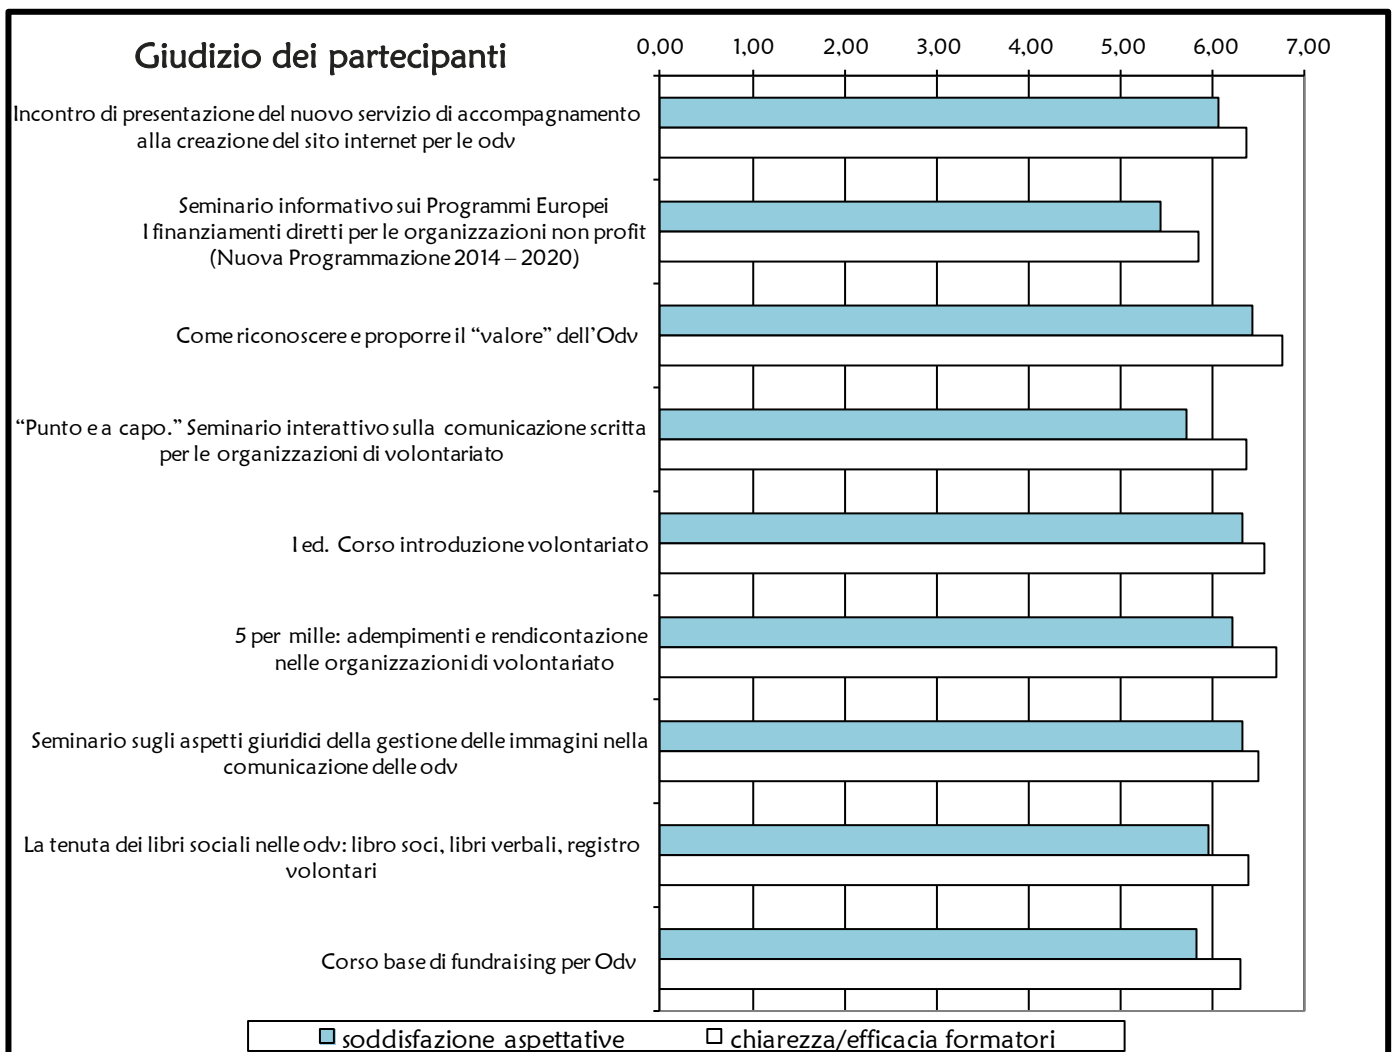 Giudizio dei partecipanti
0,00 1,00 2,00 3,00 4,00 5,00 6,00 7,00
Incontro di presentazione del nuovo servizio di accompagnamento
alla creazione del sito internet per le odv
Seminario informativo sui Programmi Europei
I finanziamenti diretti per le organizzazioni non profit
(Nuova Programmazione 2014 – 2020)
Come riconoscere e proporre il “valore” dell’Odv
“Punto e a capo.” Seminario interattivo sulla comunicazione scritta
per le organizzazioni di volontariato
I ed. Corso introduzione volontariato
5 per mille: adempimenti e rendicontazione
nelle organizzazioni di volontariato
Seminario sugli aspetti giuridici della gestione delle immagini nella
comunicazione delle odv
La tenuta dei libri sociali nelle odv: libro soci, libri verbali, registro
volontari
Corso base di fundraising per Odv
soddisfazione aspettative chiarezza/efficacia formatori